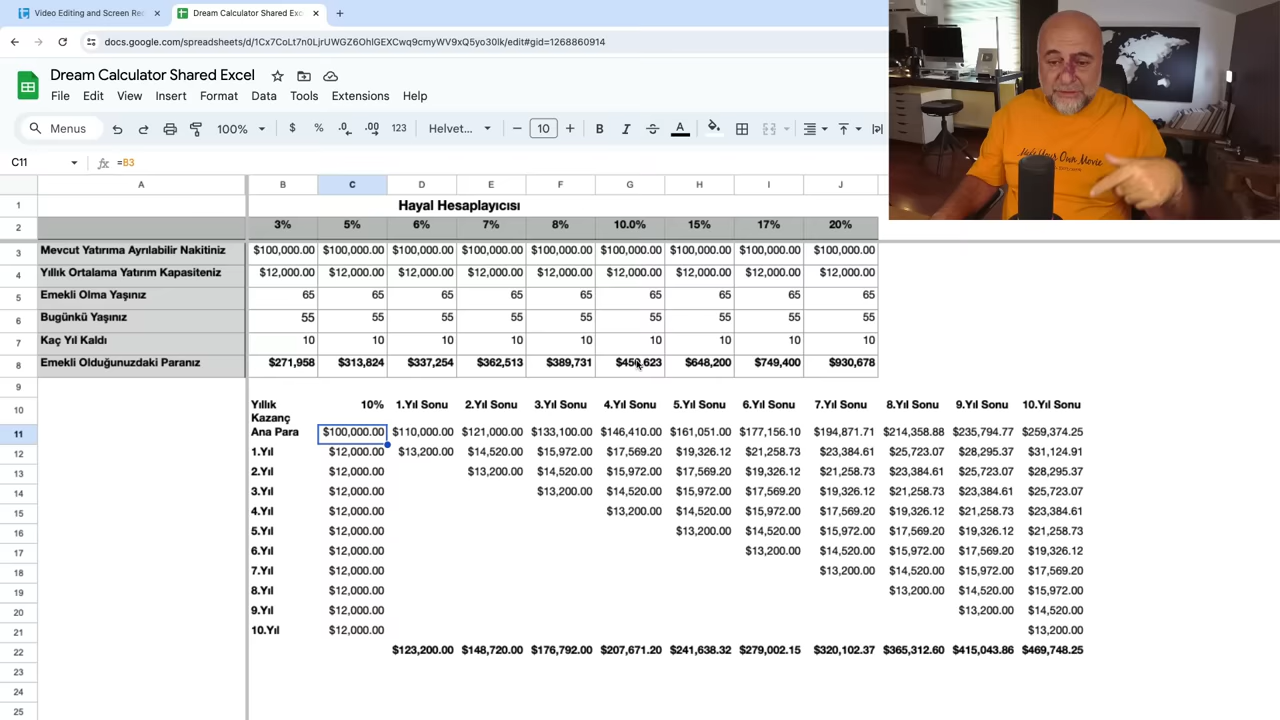 Video Editing and Screen Rec
Dream Calculator Shared Excel
docs.google.com/spreadsheets/d/1Cx7CoLt7n0LjrUWGZ6OhIGEXCwq9cmyWV9xQ5yo30lk/edit#gid=1268860914
Dream Calculator Shared Excel
File Edit View Insert Format Data Tools Extensions Help
Menus 100% $ % .0 .00 123 Helvet... 10 B I A
C11 fx =B3
A B C D E F G H I J
1 Hayal Hesaplayıcısı
2 3% 5% 6% 7% 8% 10.0% 15% 17% 20%
3 Mevcut Yatırıma Ayrılabilir Nakitiniz $100,000.00 $100,000.00 $100,000.00 $100,000.00 $100,000.00 $100,000.00 $100,000.00 $100,000.00 $100,000.00
4 Yıllık Ortalama Yatırım Kapasiteniz $12,000.00 $12,000.00 $12,000.00 $12,000.00 $12,000.00 $12,000.00 $12,000.00 $12,000.00 $12,000.00
5 Emekli Olma Yaşınız 65 65 65 65 65 65 65 65 65
6 Bugünkü Yaşınız 55 55 55 55 55 55 55 55 55
7 Kaç Yıl Kaldı 10 10 10 10 10 10 10 10 10
8 Emekli Olduğunuzdaki Paranız $271,958 $313,824 $337,254 $362,513 $389,731 $450,623 $648,200 $749,400 $930,678
9
10 Yıllık Kazanç 10% 1.Yıl Sonu 2.Yıl Sonu 3.Yıl Sonu 4.Yıl Sonu 5.Yıl Sonu 6.Yıl Sonu 7.Yıl Sonu 8.Yıl Sonu 9.Yıl Sonu 10.Yıl Sonu
11 Ana Para $100,000.00 $110,000.00 $121,000.00 $133,100.00 $146,410.00 $161,051.00 $177,156.10 $194,871.71 $214,358.88 $235,794.77 $259,374.25
12 1.Yıl $12,000.00 $13,200.00 $14,520.00 $15,972.00 $17,569.20 $19,326.12 $21,258.73 $23,384.61 $25,723.07 $28,295.37 $31,124.91
13 2.Yıl $12,000.00 $13,200.00 $14,520.00 $15,972.00 $17,569.20 $19,326.12 $21,258.73 $23,384.61 $25,723.07 $28,295.37
14 3.Yıl $12,000.00 $13,200.00 $14,520.00 $15,972.00 $17,569.20 $19,326.12 $21,258.73 $23,384.61 $25,723.07
15 4.Yıl $12,000.00 $13,200.00 $14,520.00 $15,972.00 $17,569.20 $19,326.12 $21,258.73 $23,384.61
16 5.Yıl $12,000.00 $13,200.00 $14,520.00 $15,972.00 $17,569.20 $19,326.12 $21,258.73
17 6.Yıl $12,000.00 $13,200.00 $14,520.00 $15,972.00 $17,569.20 $19,326.12
18 7.Yıl $12,000.00 $13,200.00 $14,520.00 $15,972.00 $17,569.20
19 8.Yıl $12,000.00 $13,200.00 $14,520.00 $15,972.00
20 9.Yıl $12,000.00 $13,200.00 $14,520.00
21 10.Yıl $12,000.00 $13,200.00
22 $123,200.00 $148,720.00 $176,792.00 $207,671.20 $241,638.32 $279,002.15 $320,102.37 $365,312.60 $415,043.86 $469,748.25
23
24
25
Your Own Movie